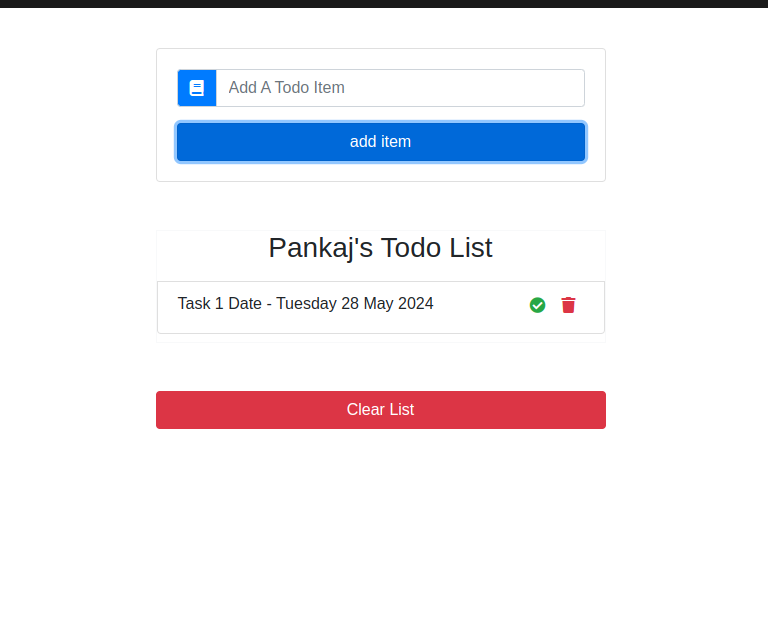 Add A Todo Item
add item
Pankaj's Todo List
Task 1 Date - Tuesday 28 May 2024
Clear List